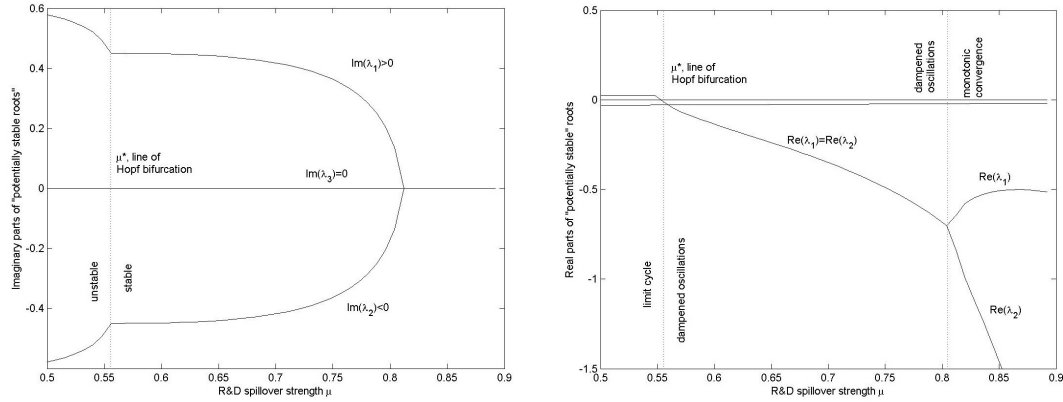 Imaginary parts of "potentially stable roots"
0.6
0.4
0.2
0
-0.2
-0.4
0.5
0.55
0.6
0.65
0.7
0.75
0.8
0.85
0.9
R&D spillover strength μ
Im(λ1)>0
μ*, line of
Hopf bifurcation
Im(λ3)=0
unstable
stable
Im(λ2)<0
Real parts of "potentially stable" roots
0.5
0
-0.5
-1
-1.5
0.5
0.55
0.6
0.65
0.7
0.75
0.8
0.85
0.9
R&D spillover strength μ
μ*, line of
Hopf bifurcation
dampened
oscillations
monotonic
convergence
Re(λ1)=Re(λ2)
Re(λ1)
Re(λ2)
limit cycle
dampened oscillations